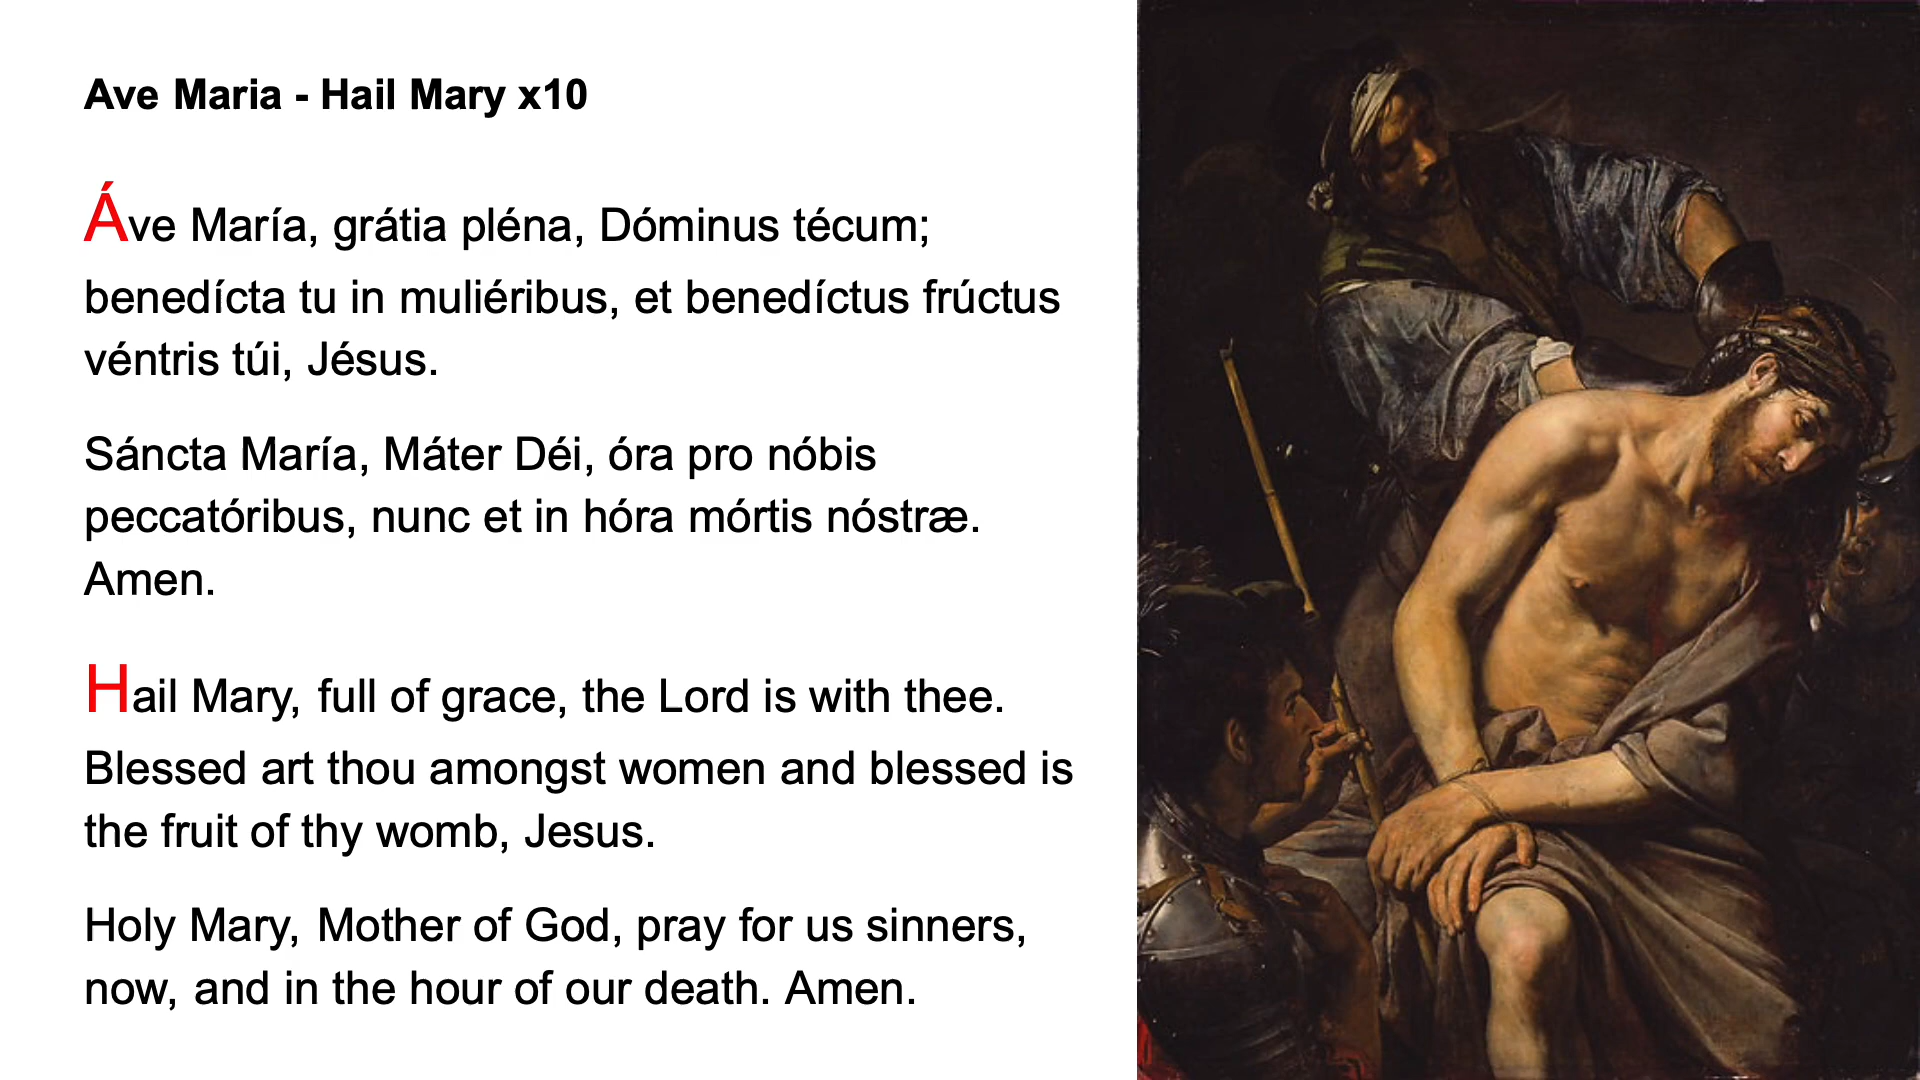 Ave Maria - Hail Mary x10
Áve María, grátia pléna, Dóminus técum;
benedícta tu in muliéribus, et benedíctus frúctus
véntris túi, Jésus.
Sáncta María, Máter Déi, óra pro nóbis
peccatóribus, nunc et in hóra mórtis nóstræ.
Amen.
Hail Mary, full of grace, the Lord is with thee.
Blessed art thou amongst women and blessed is
the fruit of thy womb, Jesus.
Holy Mary, Mother of God, pray for us sinners,
now, and in the hour of our death. Amen.